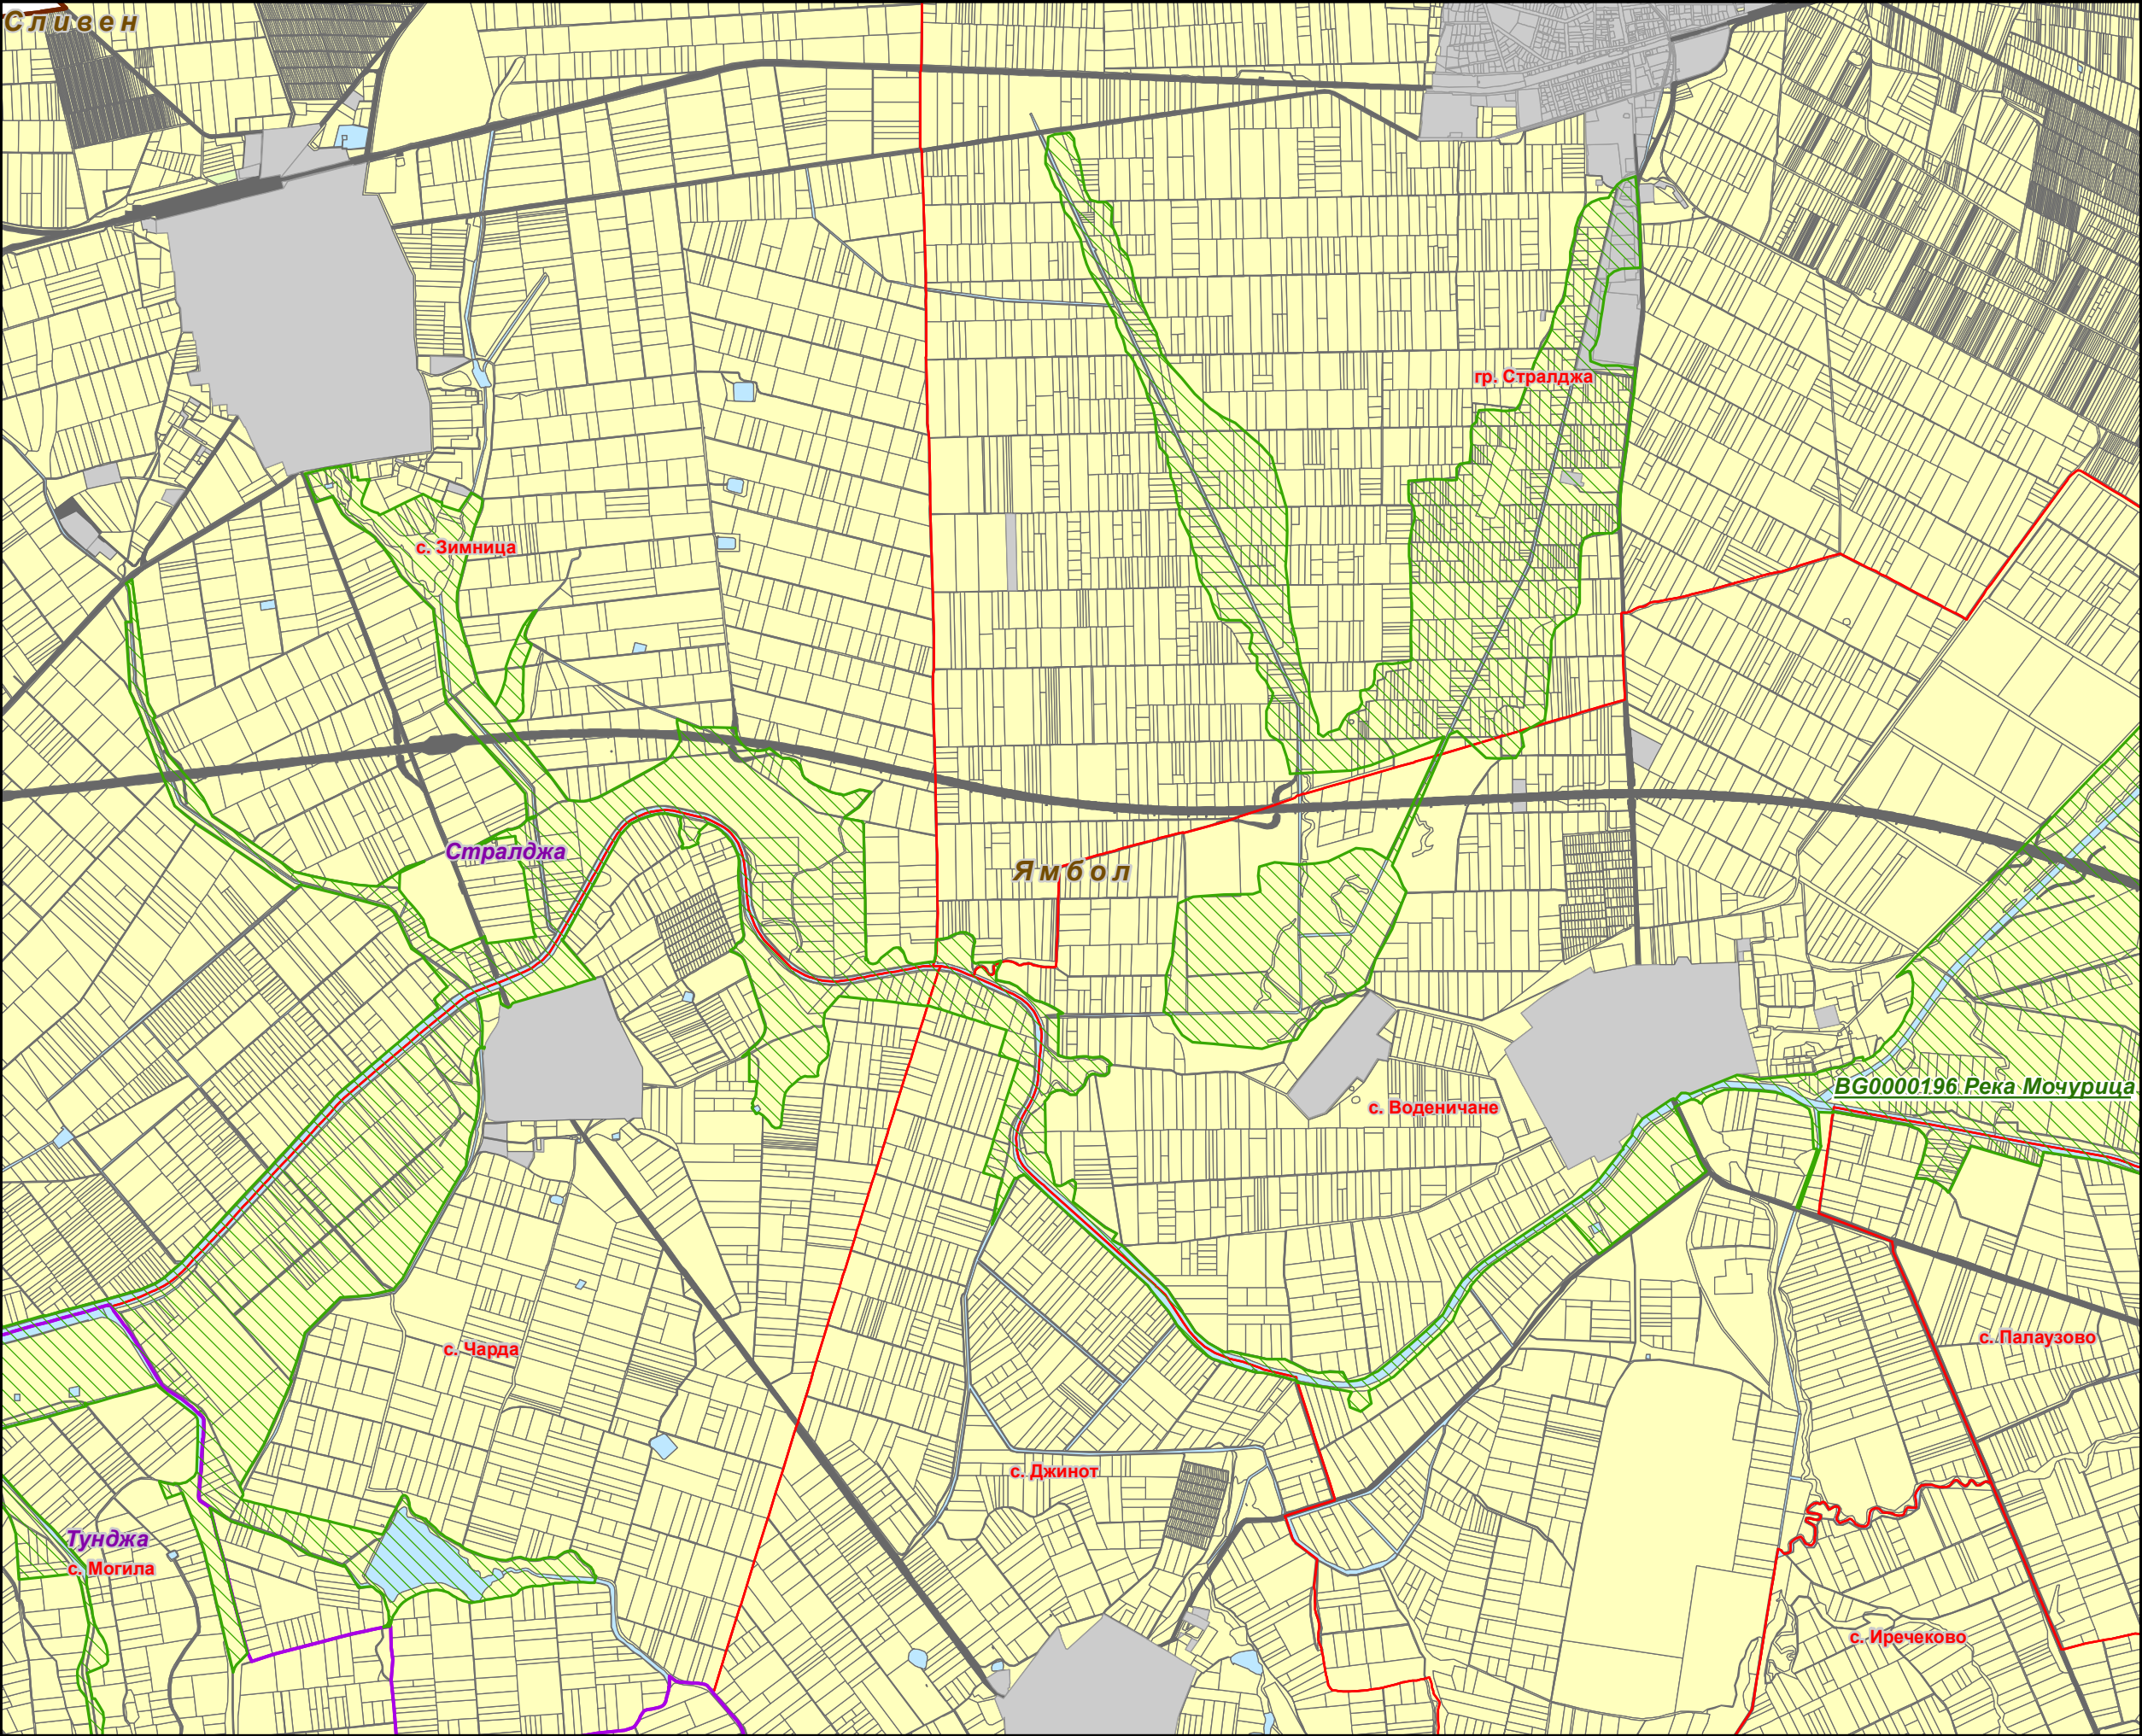 Сливен
гр. Стралджа
с. Зимница
Стралджа
Ямбол
BG0000196 Река Мочурица
с. Воденичане
с. Палаузово
с. Чарда
с. Джинот
Тунджа
с. Могила
с. Иречеково